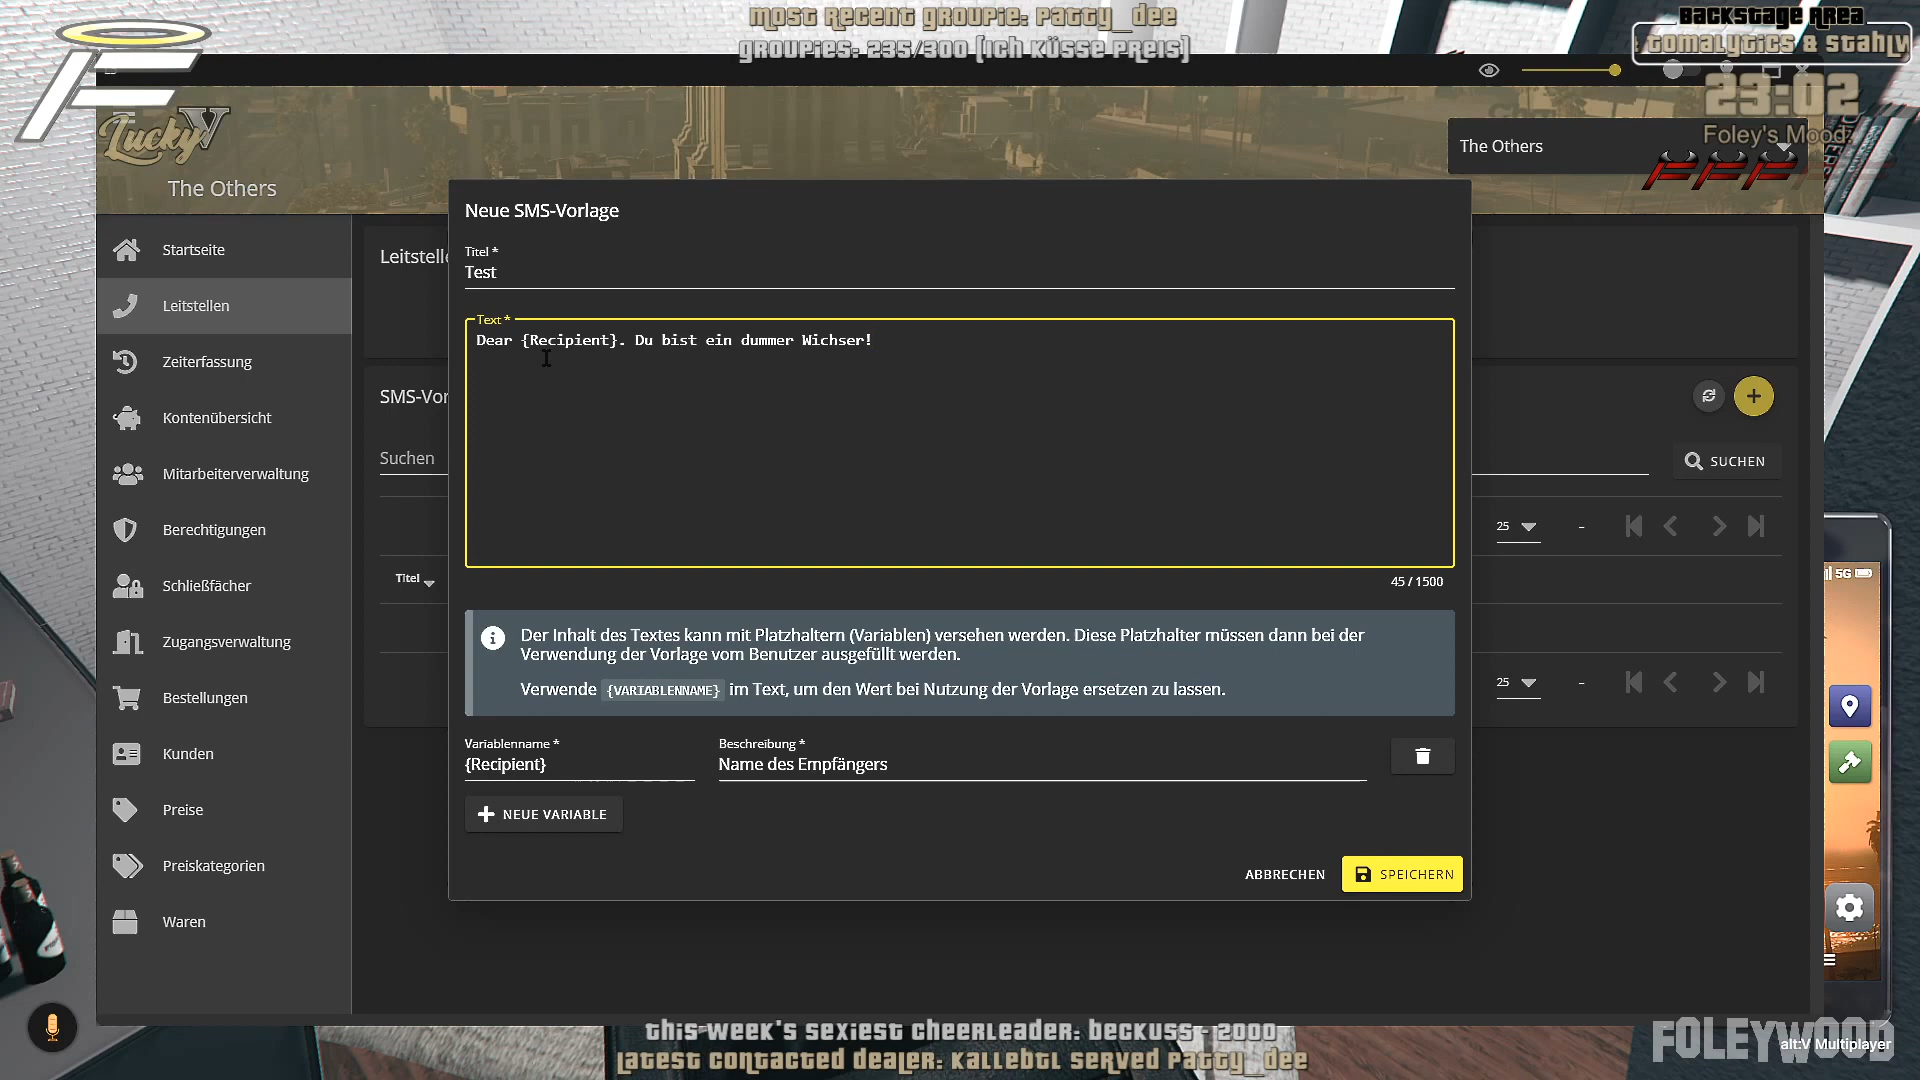 most recent groupie: patty_dee
groupies: 235/300 [ich küsse preis]
Backstage Area
tomalytics & stahlv
23:02
Foley's Mood:
F
LuckyV
The Others
The Others
Startseite
Leitstellen
Zeiterfassung
Kontenübersicht
Mitarbeiterverwaltung
Berechtigungen
Schließfächer
Zugangsverwaltung
Bestellungen
Kunden
Preise
Preiskategorien
Waren
Leitstelle
SMS-Vor
Suchen
SUCHEN
Titel
25
–
25
–
Neue SMS-Vorlage
Titel *
Test
Text *
Dear {Recipient}. Du bist ein dummer Wichser!
45 / 1500
Der Inhalt des Textes kann mit Platzhaltern (Variablen) versehen werden. Diese Platzhalter müssen dann bei der
Verwendung der Vorlage vom Benutzer ausgefüllt werden.
Verwende {VARIABLENNAME} im Text, um den Wert bei Nutzung der Vorlage ersetzen zu lassen.
Variablenname *
{Recipient}
Beschreibung *
Name des Empfängers
NEUE VARIABLE
ABBRECHEN
SPEICHERN
5G
this week's sexiest cheerleader: beckuss - 2000
latest contacted dealer: kallebtl served patty_dee
FOLEYWOOD
alt:V Multiplayer